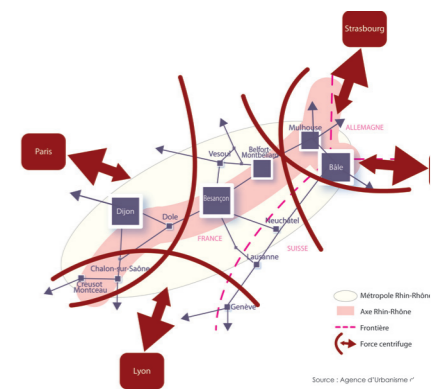 Strasbourg
Mulhouse
ALLEMAGNE
Paris
Vesoul
Belfort
Montbéliard
Bâle
Dijon
Besançon
Dole
Neuchâtel
FRANCE
SUISSE
Lausanne
Chalon-sur-Saône
Creusot
Montceau
Genève
Lyon
Métropole Rhin-Rhône
Axe Rhin-Rhône
Frontière
Force centrifuge
Source : Agence d'Urbanisme